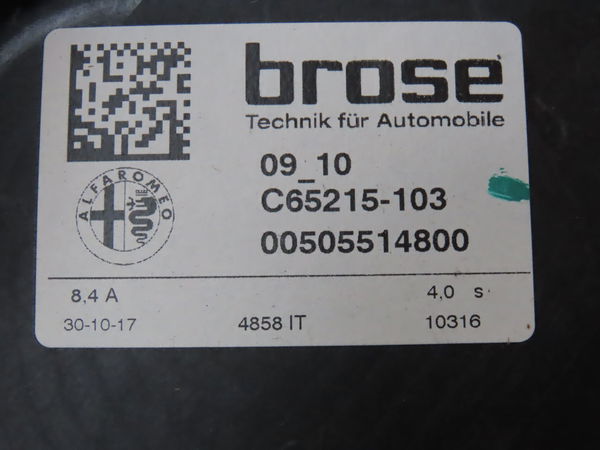 brose
Technik für Automobile
ALFA ROMEO
09_10
C65215-103
00505514800
8,4 A 4,0 s
30-10-17 4858 IT 10316